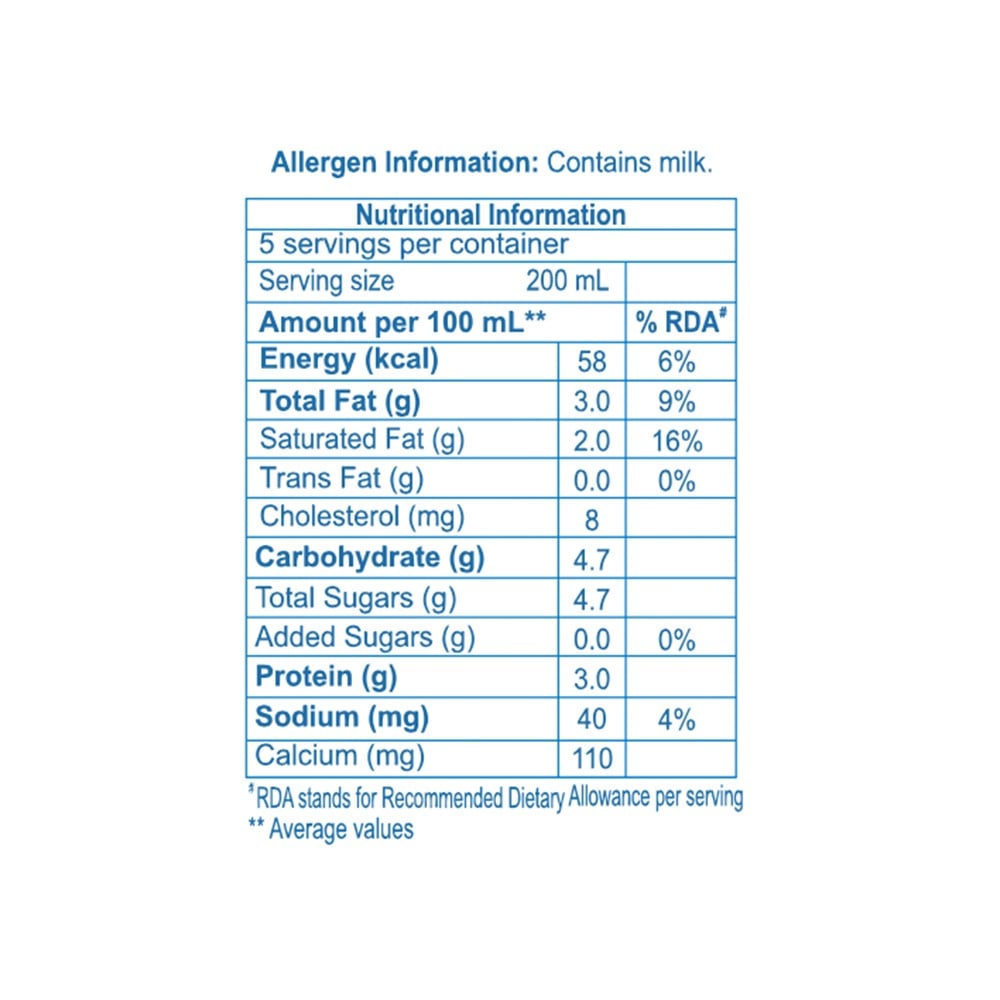 Allergen Information: Contains milk.
Nutritional Information
5 servings per container
Serving size 200 mL
Amount per 100 mL** % RDA#
Energy (kcal) 58 6%
Total Fat (g) 3.0 9%
Saturated Fat (g) 2.0 16%
Trans Fat (g) 0.0 0%
Cholesterol (mg) 8
Carbohydrate (g) 4.7
Total Sugars (g) 4.7
Added Sugars (g) 0.0 0%
Protein (g) 3.0
Sodium (mg) 40 4%
Calcium (mg) 110
#RDA stands for Recommended Dietary Allowance per serving
** Average values